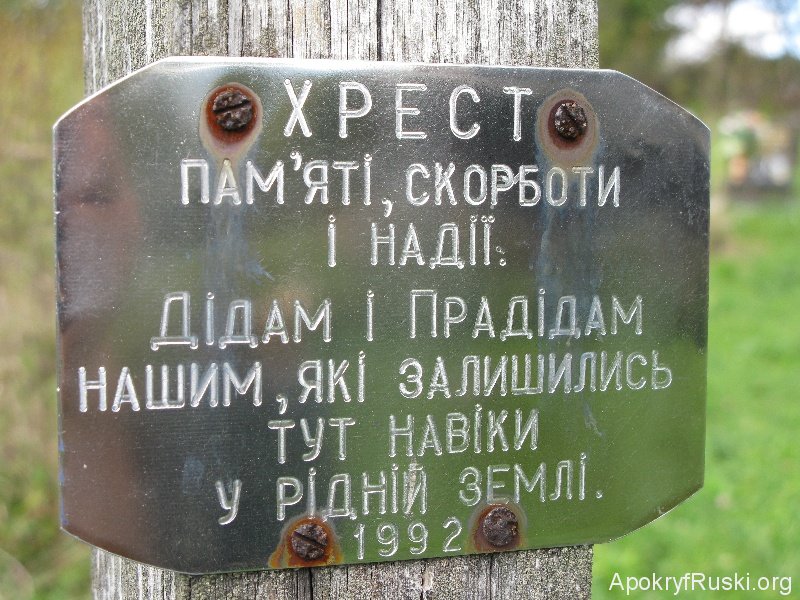 ХРЕСТ
ПАМ'ЯТІ, СКОРБОТИ
І НАДІЇ:
ДІДАМ І ПРАДІДАМ
НАШИМ, ЯКІ ЗАЛИШИЛИСЬ
ТУТ НАВІКИ
У РІДНІЙ ЗЕМЛІ.
1992
ApokryfRuski.org